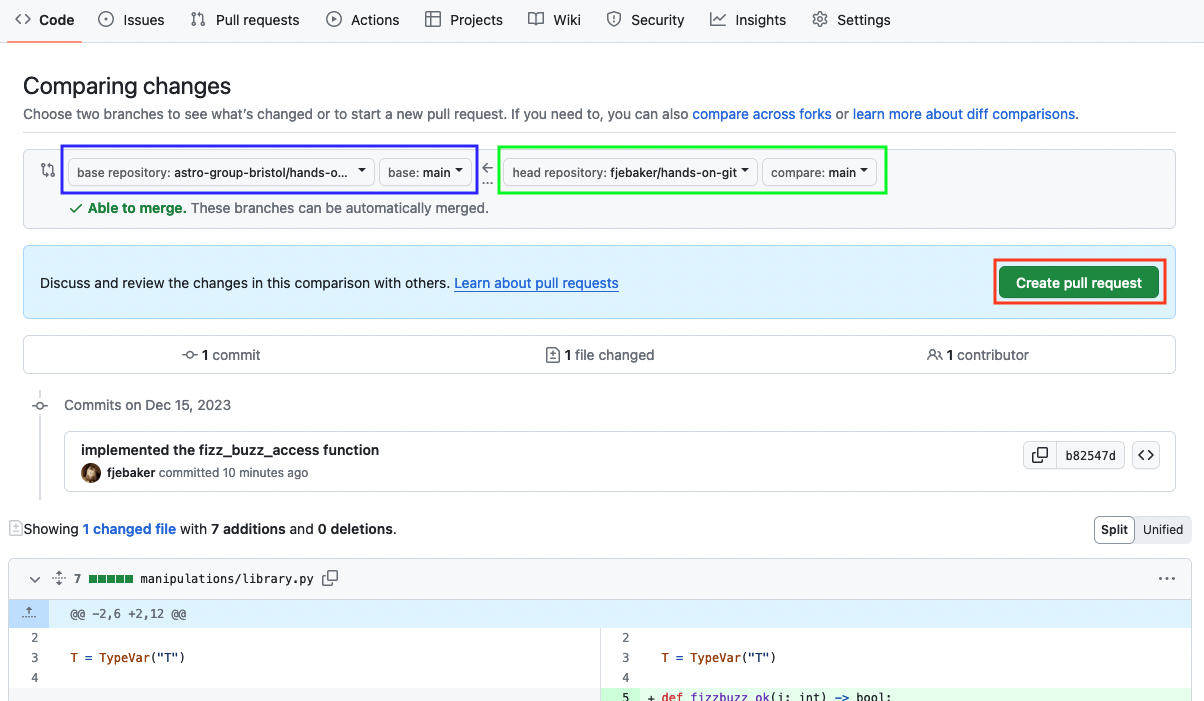 Code Issues Pull requests Actions Projects Wiki Security Insights Settings
Comparing changes
Choose two branches to see what's changed or to start a new pull request. If you need to, you can also compare across forks or learn more about diff comparisons.
base repository: astro-group-bristol/hands-o... base: main ... head repository: fjebaker/hands-on-git compare: main
Able to merge. These branches can be automatically merged.
Discuss and review the changes in this comparison with others. Learn about pull requests Create pull request
1 commit 1 file changed 1 contributor
Commits on Dec 15, 2023
implemented the fizz_buzz_access function
fjebaker committed 10 minutes ago
b82547d
Showing 1 changed file with 7 additions and 0 deletions.
Split Unified
7 manipulations/library.py
@@ -2,6 +2,12 @@
2 2
3 T = TypeVar("T") 3 T = TypeVar("T")
4 4
5 + def fizzbuzz_ok(i: int) -> bool: